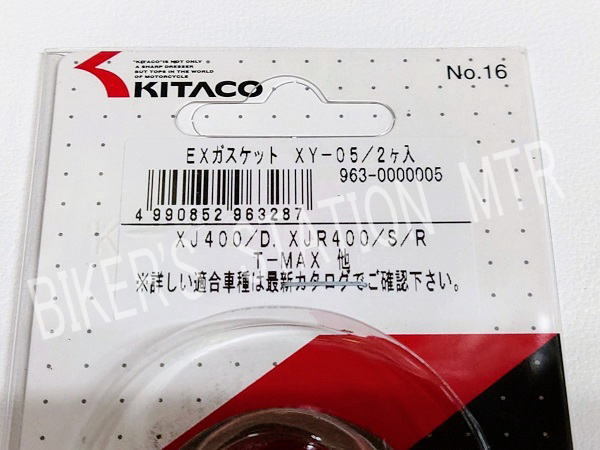 "KITACO"IS NOT ONLY
A SHARP DRESSER
BUT TOPS IN THE WORLD
OF MOTORCYCLE
KITACO
No.16
EXガスケット XY-05/2ヶ入
963-0000005
4 990852 963287
XJ400/D. XJR400/S/R
T-MAX 他
※詳しい適合車種は最新カタログでご確認下さい。
BIKER'S STATION MTR